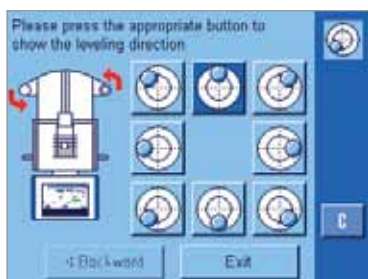 Please press the appropriate button to
show the leveling direction
C
Backward
Exit